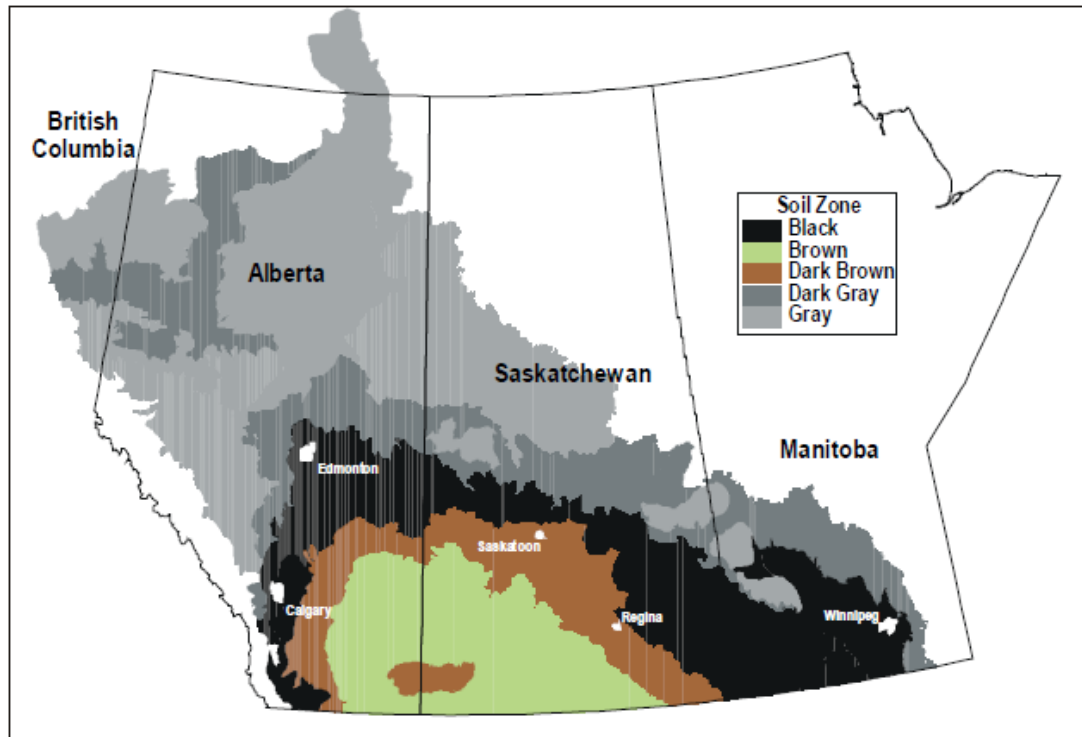 British
Columbia
Alberta
Saskatchewan
Manitoba
Soil Zone
Black
Brown
Dark Brown
Dark Gray
Gray
Edmonton
Saskatoon
Calgary
Regina
Winnipeg